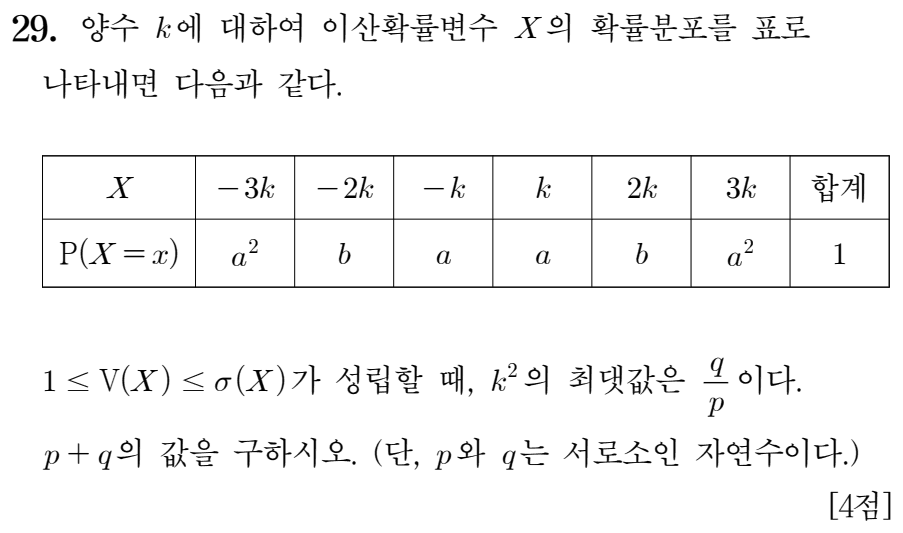 29. 양수 k에 대하여 이산확률변수 X의 확률분포를 표로
나타내면 다음과 같다.
X −3k −2k −k k 2k 3k 합계
P(X=x) a² b a a b a² 1
1≤V(X)≤σ(X)가 성립할 때, k²의 최댓값은 q/p이다.
p+q의 값을 구하시오. (단, p와 q는 서로소인 자연수이다.)
[4점]